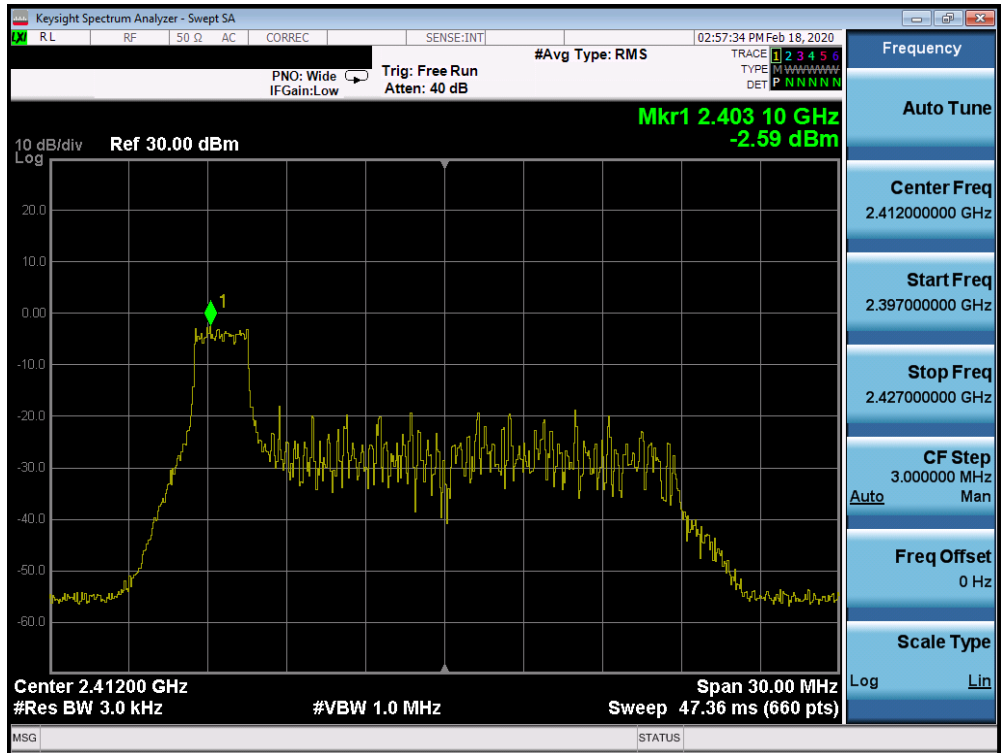 Keysight Spectrum Analyzer - Swept SA
LXI RL RF 50 Ω AC CORREC SENSE:INT 02:57:34 PM Feb 18, 2020
#Avg Type: RMS
TRACE 1 2 3 4 5 6
TYPE M W W W W W
DET P N N N N N
PNO: Wide
IFGain:Low
Trig: Free Run
Atten: 40 dB
Mkr1 2.403 10 GHz
-2.59 dBm
10 dB/div Ref 30.00 dBm
Log
20.0
10.0
0.00
-10.0
-20.0
-30.0
-40.0
-50.0
-60.0
1
Center 2.41200 GHz Span 30.00 MHz
#Res BW 3.0 kHz #VBW 1.0 MHz Sweep 47.36 ms (660 pts)
MSG STATUS
Frequency
Auto Tune
Center Freq
2.412000000 GHz
Start Freq
2.397000000 GHz
Stop Freq
2.427000000 GHz
CF Step
3.000000 MHz
Auto Man
Freq Offset
0 Hz
Scale Type
Log Lin